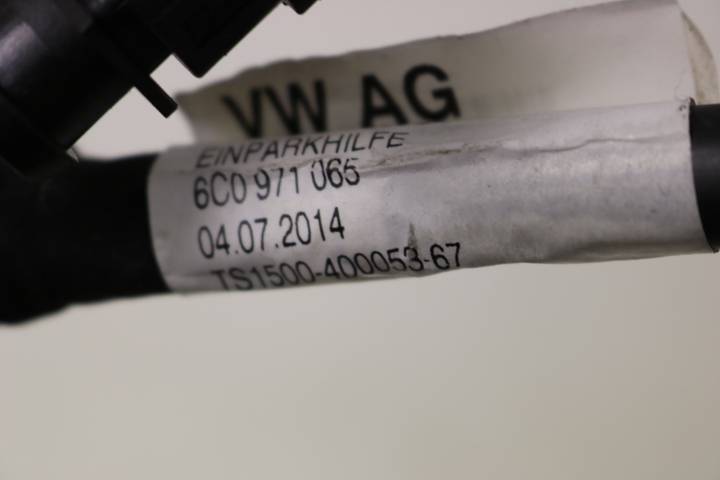 VW AG
EINPARKHILFE
6C0 971 065
04.07.2014
TS1500-400053-67